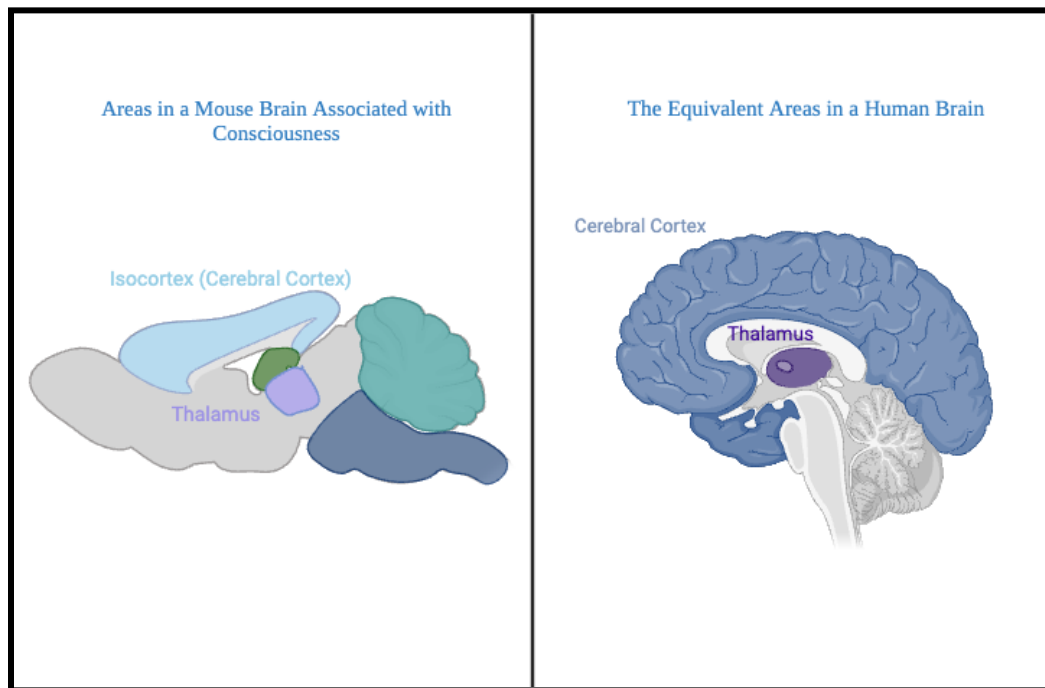 Areas in a Mouse Brain Associated with
Consciousness
Isocortex (Cerebral Cortex)
Thalamus
The Equivalent Areas in a Human Brain
Cerebral Cortex
Thalamus